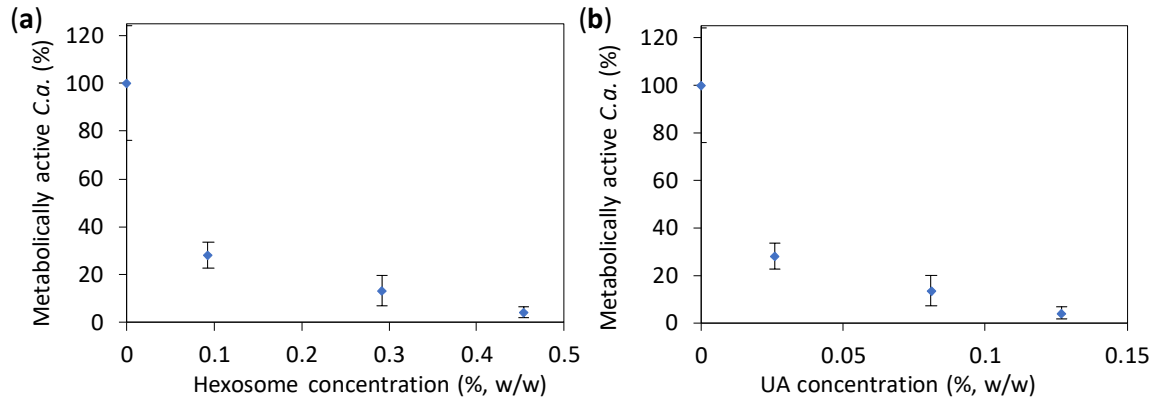 (a)
Metabolically active C.a. (%)
120
100
80
60
40
20
0
0 0.1 0.2 0.3 0.4 0.5
Hexosome concentration (%, w/w)
(b)
Metabolically active C.a. (%)
120
100
80
60
40
20
0
0 0.05 0.1 0.15
UA concentration (%, w/w)